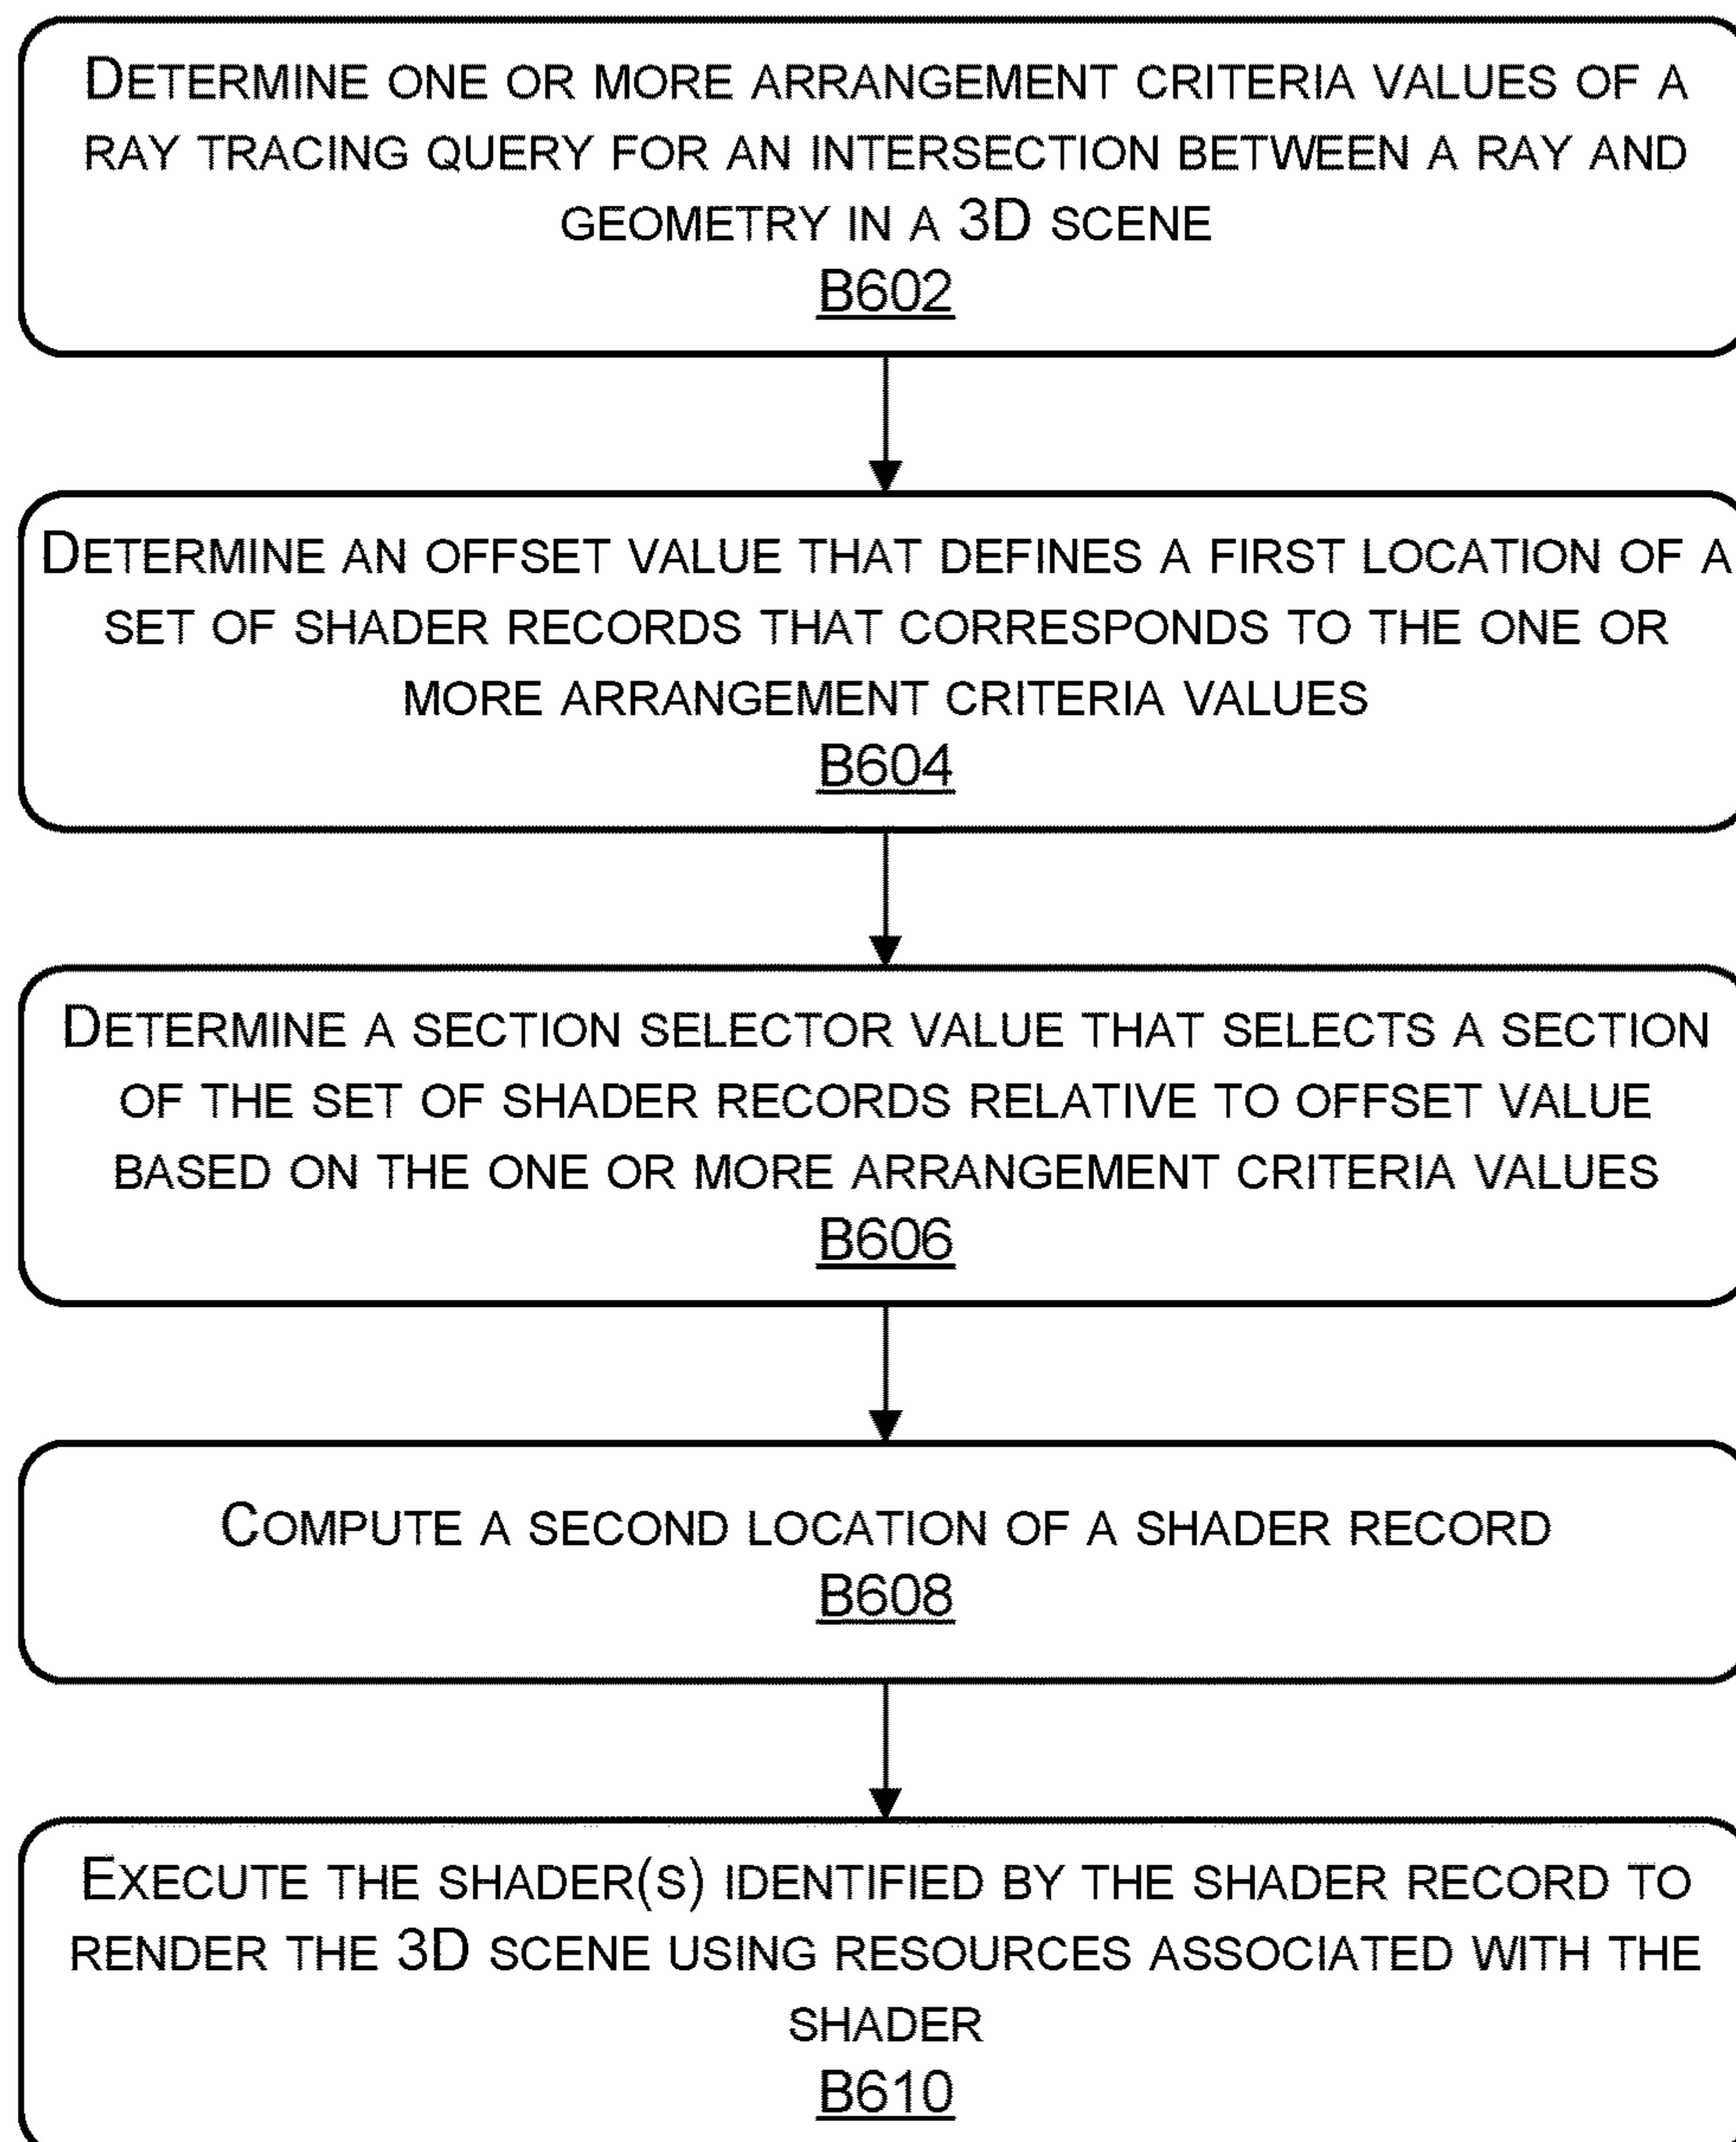 DETERMINE ONE OR MORE ARRANGEMENT CRITERIA VALUES OF A
RAY TRACING QUERY FOR AN INTERSECTION BETWEEN A RAY AND
GEOMETRY IN A 3D SCENE
B602
DETERMINE AN OFFSET VALUE THAT DEFINES A FIRST LOCATION OF A
SET OF SHADER RECORDS THAT CORRESPONDS TO THE ONE OR
MORE ARRANGEMENT CRITERIA VALUES
B604
DETERMINE A SECTION SELECTOR VALUE THAT SELECTS A SECTION
OF THE SET OF SHADER RECORDS RELATIVE TO OFFSET VALUE
BASED ON THE ONE OR MORE ARRANGEMENT CRITERIA VALUES
B606
COMPUTE A SECOND LOCATION OF A SHADER RECORD
B608
EXECUTE THE SHADER(S) IDENTIFIED BY THE SHADER RECORD TO
RENDER THE 3D SCENE USING RESOURCES ASSOCIATED WITH THE
SHADER
B610